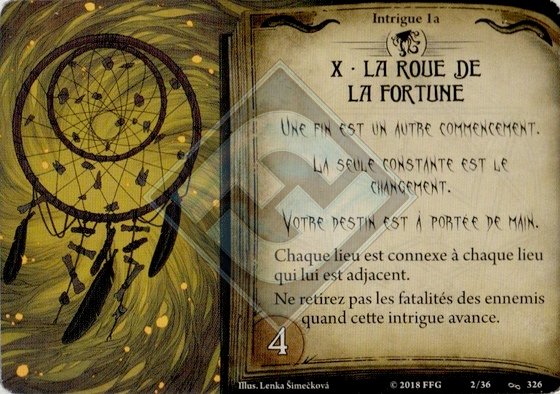 Intrigue 1a
X · LA ROUE DE
LA FORTUNE
UNE FIN EST UN AUTRE COMMENCEMENT.
LA SEULE CONSTANTE EST LE
CHANGEMENT.
VOTRE DESTIN EST À PORTÉE DE MAIN.
Chaque lieu est connexe à chaque lieu
qui lui est adjacent.
Ne retirez pas les fatalités des ennemis
quand cette intrigue avance.
4
Illus. Lenka Šimečková © 2018 FFG 2/36 326